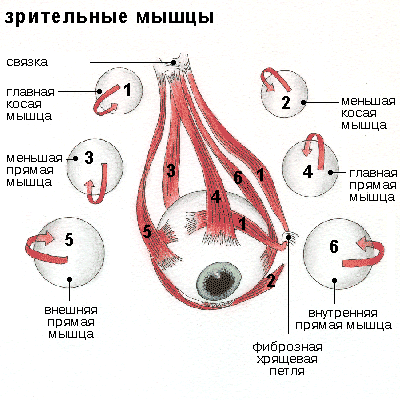 зрительные мышцы
связка
главная
косая
мышца
1
2
меньшая
косая
мышца
меньшая
прямая
мышца
3
4
главная
прямая
мышца
3
6
1
4
1
5
2
5
внешняя
прямая
мышца
6
внутренняя
прямая мышца
фиброзная
хрящевая
петля